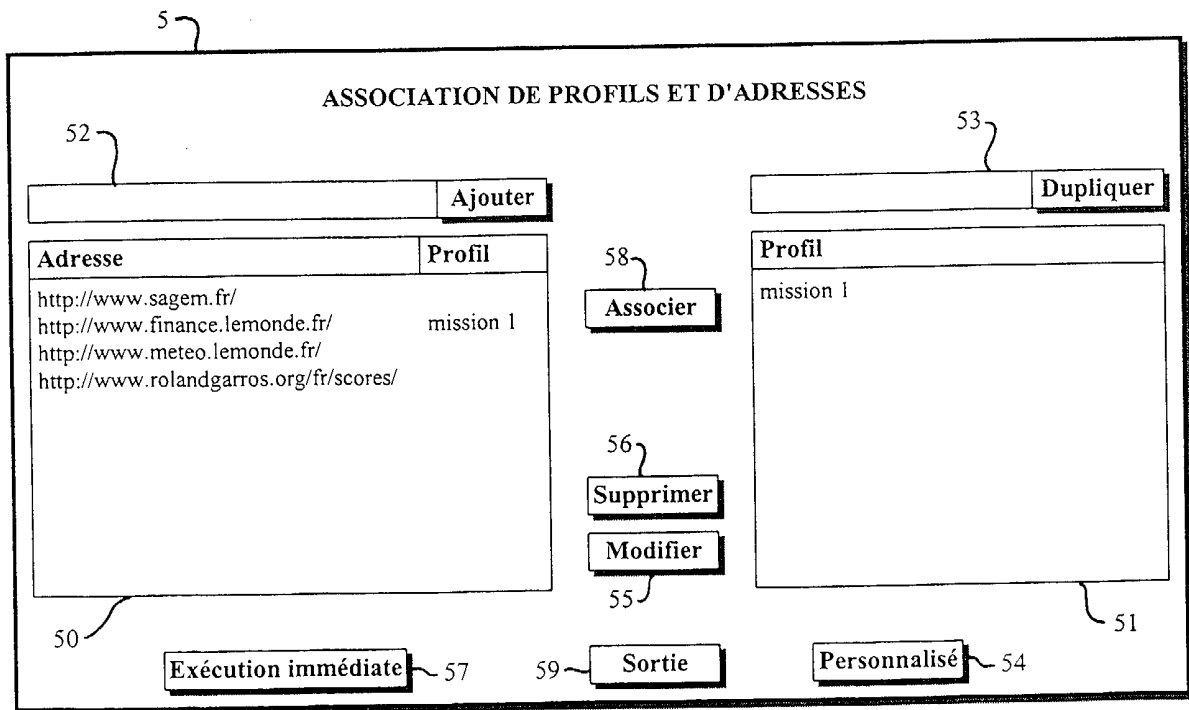 5
ASSOCIATION DE PROFILS ET D'ADRESSES
52
53
Ajouter
Dupliquer
Adresse Profil
58
Profil
http://www.sagem.fr/
Associer
mission 1
http://www.finance.lemonde.fr/ mission 1
http://www.meteo.lemonde.fr/
http://www.rolandgarros.org/fr/scores/
56
Supprimer
Modifier
55
50
51
Exécution immédiate 57
59 Sortie
Personnalisé 54